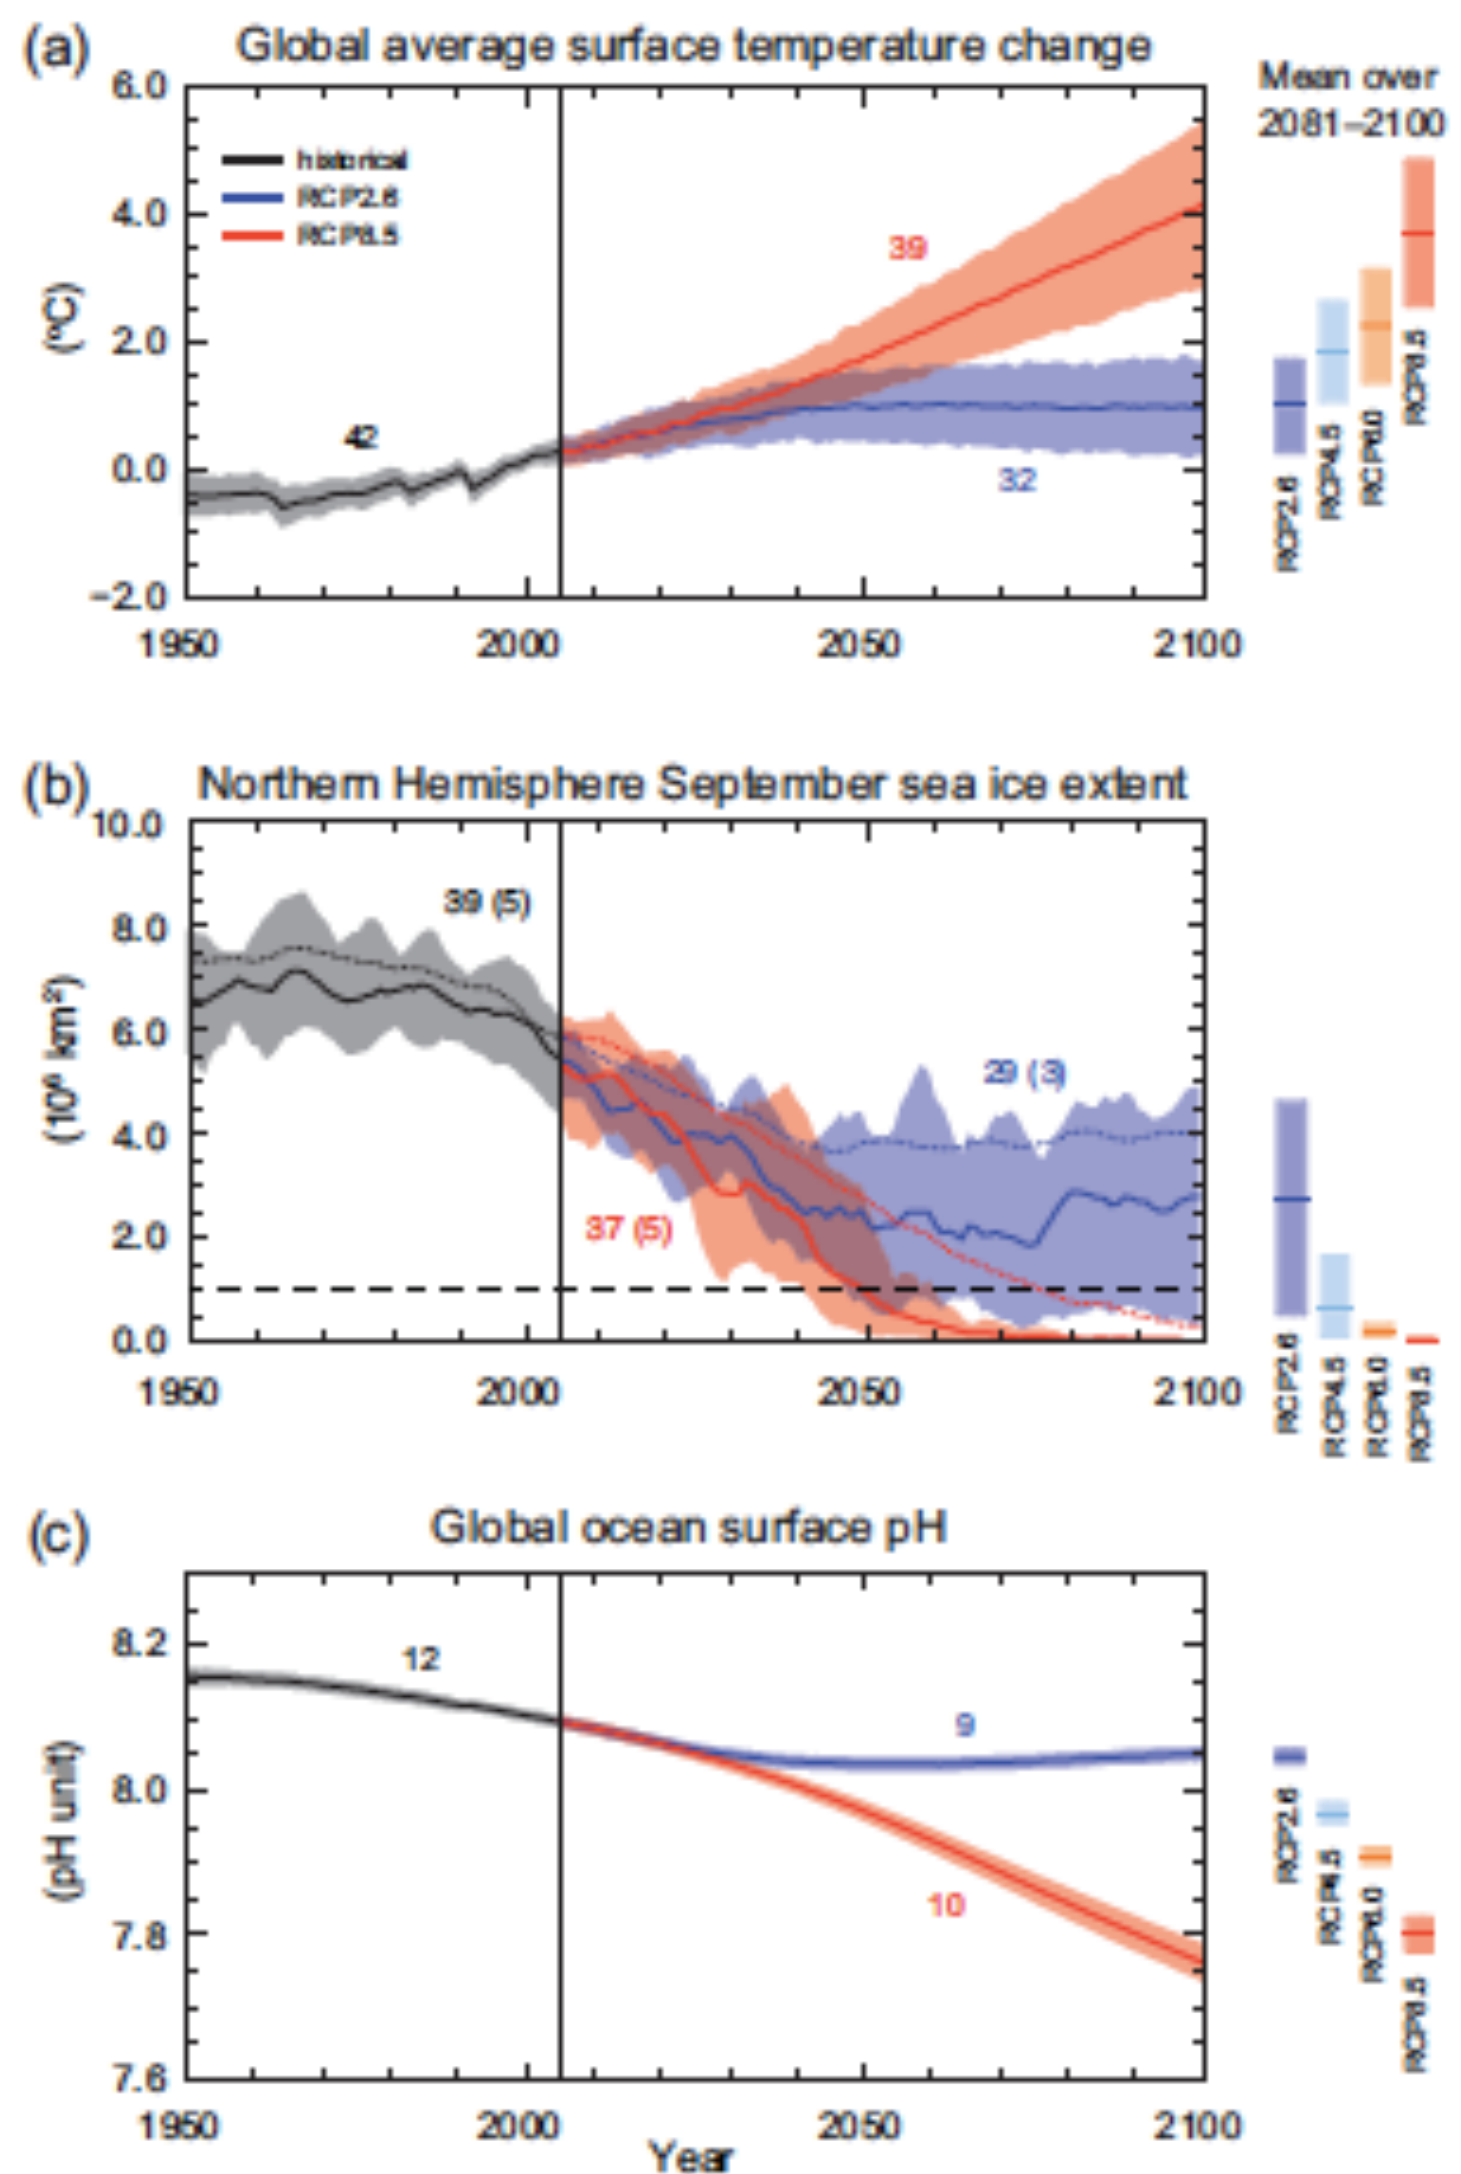 (a) Global average surface temperature change
Mean over
2081–2100
6.0
4.0
2.0
0.0
−2.0
(ºC)
historical
RCP2.6
RCP8.5
42
39
32
1950 2000 2050 2100
RCP2.6
RCP4.5
RCP6.0
RCP8.5
(b) Northern Hemisphere September sea ice extent
10.0
8.0
6.0
4.0
2.0
0.0
(10⁶ km²)
39 (5)
29 (3)
37 (5)
1950 2000 2050 2100
RCP2.6
RCP4.5
RCP6.0
RCP8.5
(c) Global ocean surface pH
8.2
8.0
7.8
7.6
(pH unit)
12
9
10
1950 2000 2050 2100
Year
RCP2.6
RCP4.5
RCP6.0
RCP8.5